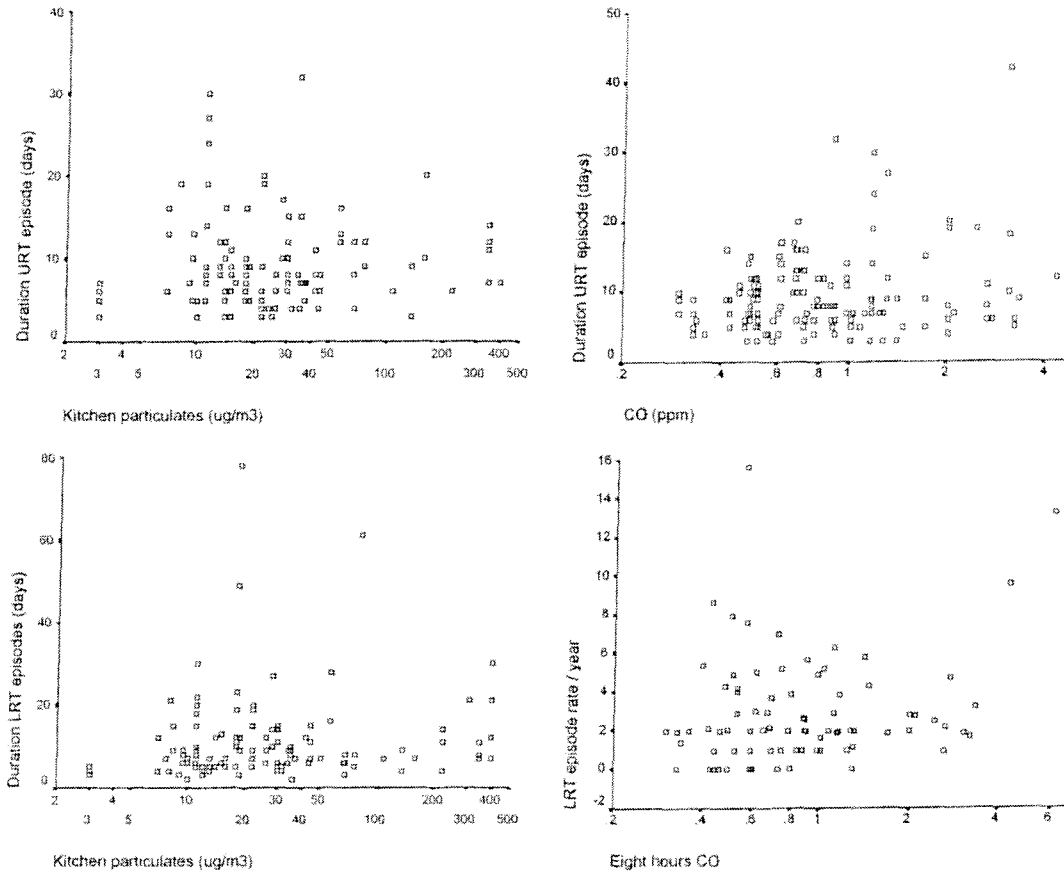 40
30
20
10
0
Duration URT episode (days)
2 4 10 30 50 200 400
3 5 20 40 100 300 500
Kitchen particulates (ug/m3)
50
40
30
20
10
0
Duration URT episode (days)
.2 .4 .6 .8 1 2 4
CO (ppm)
80
60
40
20
0
Duration LRT episodes (days)
2 4 10 30 50 200 400
3 5 20 40 100 300 500
Kitchen particulates (ug/m3)
16
14
12
10
8
6
4
2
0
-2
LRT episode rate / year
.2 .4 .6 .8 1 2 4 6
Eight hours CO